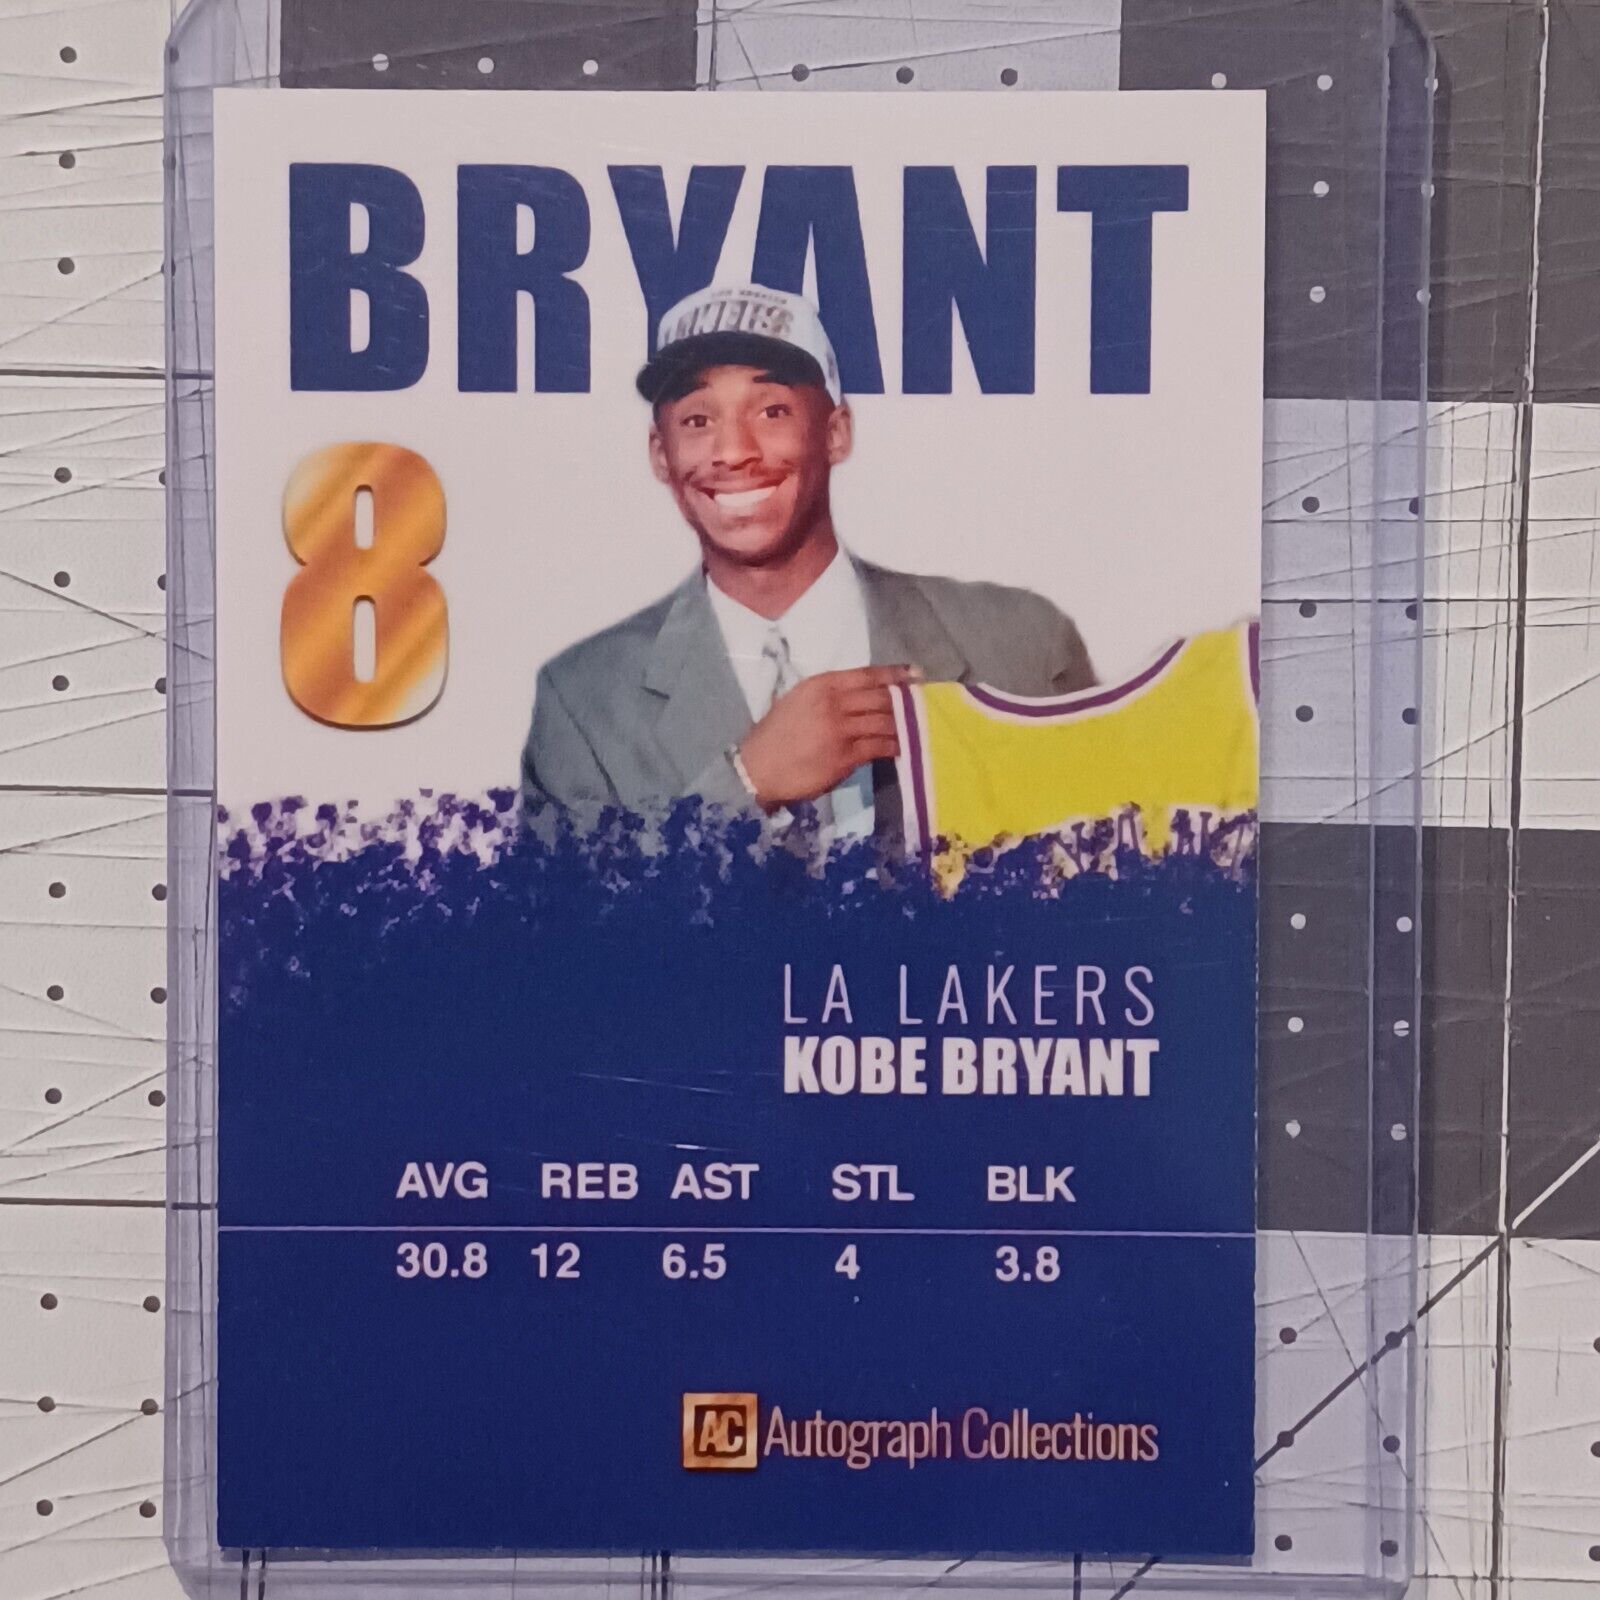 BRYANT
LAKERS
8
LA LAKERS
KOBE BRYANT
AVG REB AST STL BLK
30.8 12 6.5 4 3.8
AC Autograph Collections